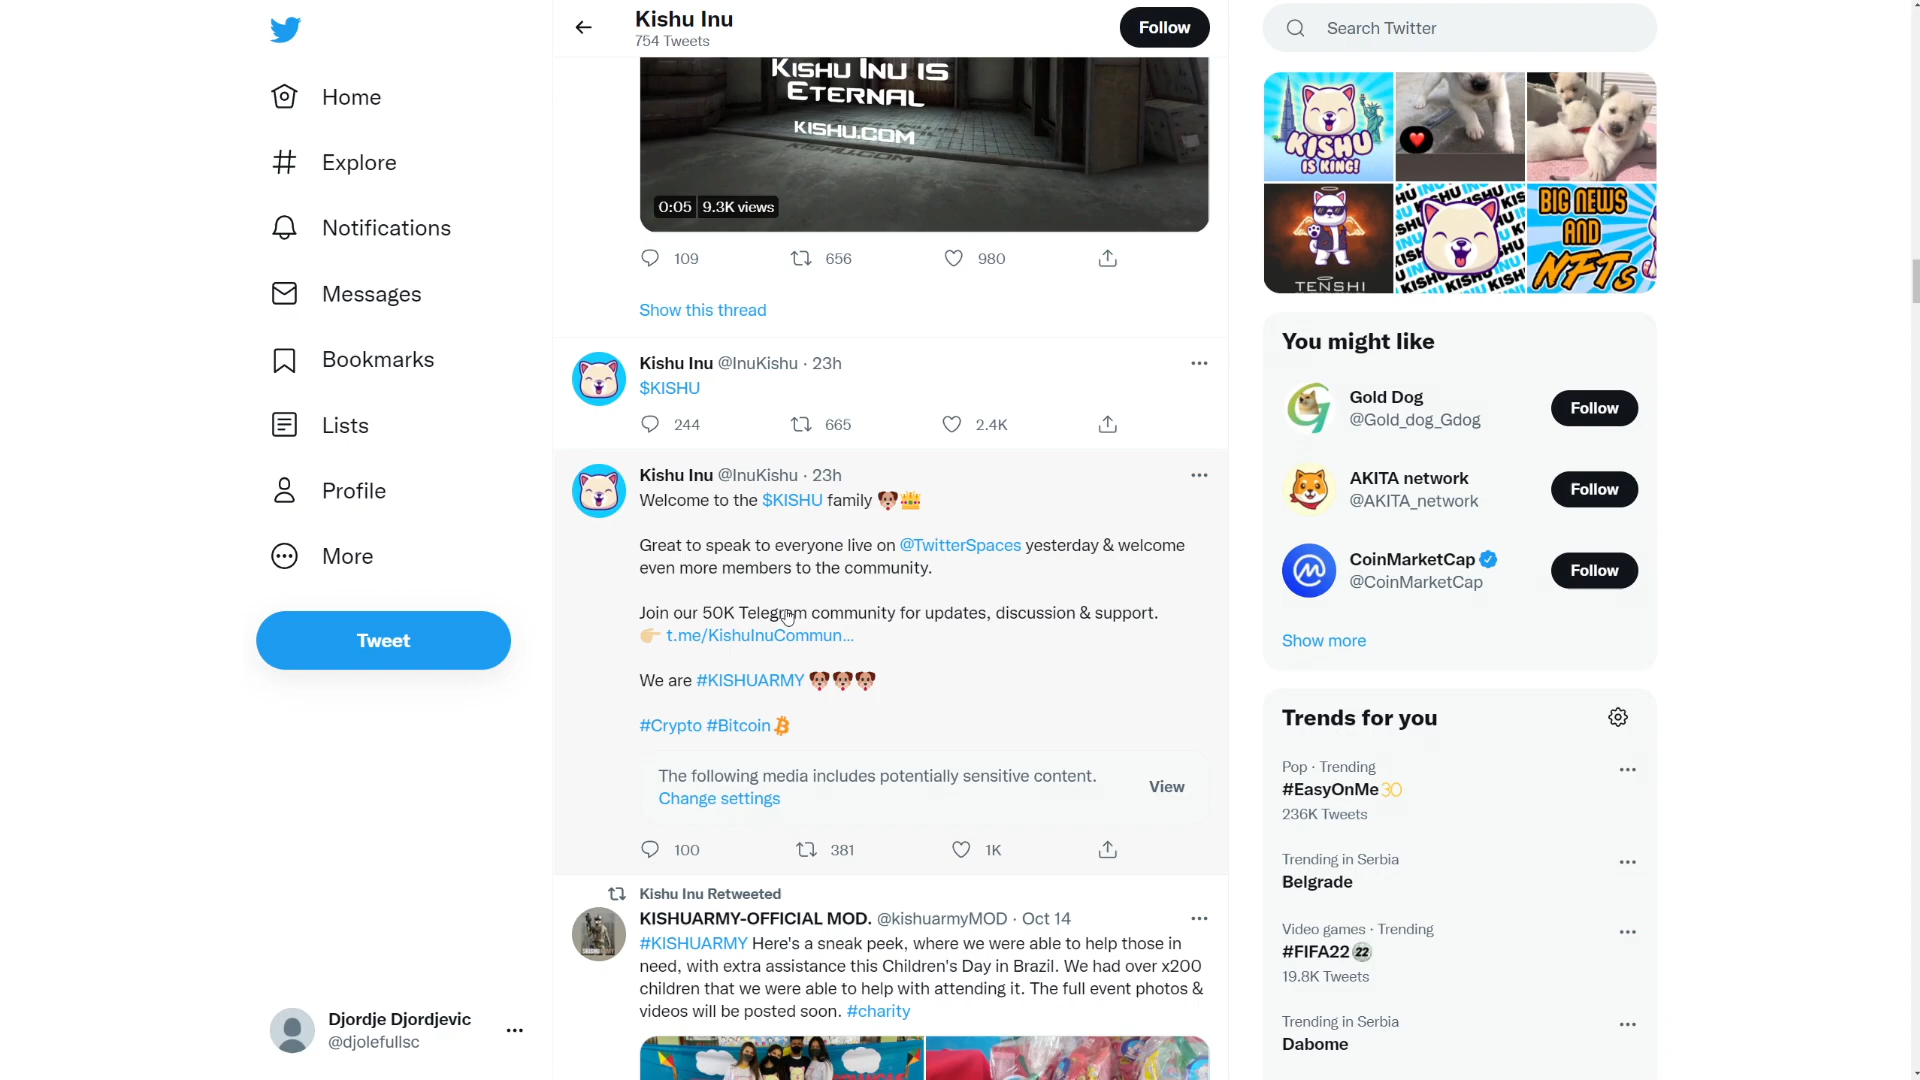 Home
Explore
Notifications
Messages
Bookmarks
Lists
Profile
More
Tweet
Djordje Djordjevic
@djolefullsc
Kishu Inu
754 Tweets
Follow
KISHU INU IS
ETERNAL
KISHU.COM
0:05 9.3K views
109 656 980
Show this thread
Kishu Inu @InuKishu · 23h
$KISHU
244 665 2.4K
Kishu Inu @InuKishu · 23h
Welcome to the $KISHU family
Great to speak to everyone live on @TwitterSpaces yesterday & welcome
even more members to the community.
Join our 50K Telegram community for updates, discussion & support.
t.me/KishuInuCommun...
We are #KISHUARMY
#Crypto #Bitcoin
The following media includes potentially sensitive content.
Change settings
View
100 381 1K
Kishu Inu Retweeted
KISHUARMY-OFFICIAL MOD. @kishuarmyMOD · Oct 14
#KISHUARMY Here's a sneak peek, where we were able to help those in
need, with extra assistance this Children's Day in Brazil. We had over x200
children that we were able to help with attending it. The full event photos &
videos will be posted soon. #charity
Search Twitter
KISHU
IS KING!
TENSHI
BIG NEWS
AND
NFTS
You might like
Gold Dog
@Gold_dog_Gdog
Follow
AKITA network
@AKITA_network
Follow
CoinMarketCap
@CoinMarketCap
Follow
Show more
Trends for you
Pop · Trending
#EasyOnMe
236K Tweets
Trending in Serbia
Belgrade
Video games · Trending
#FIFA22
19.8K Tweets
Trending in Serbia
Dabome